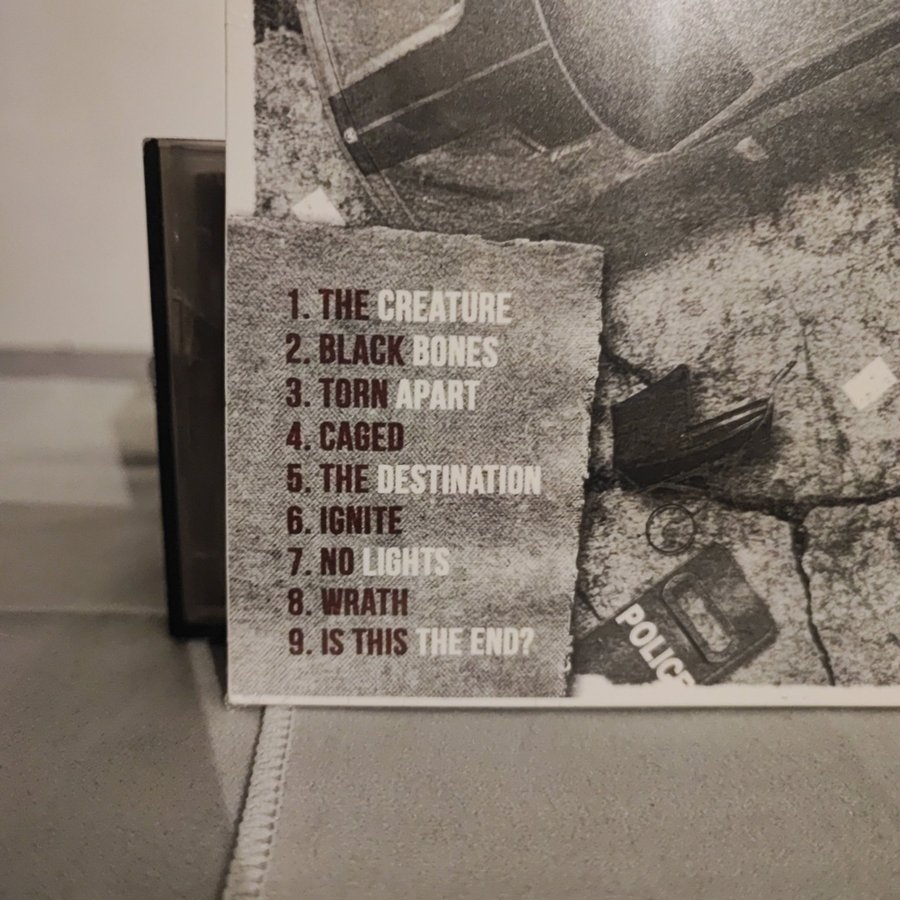 1. THE CREATURE
2. BLACK BONES
3. TORN APART
4. CAGED
5. THE DESTINATION
6. IGNITE
7. NO LIGHTS
8. WRATH
9. IS THIS THE END?
POLICE